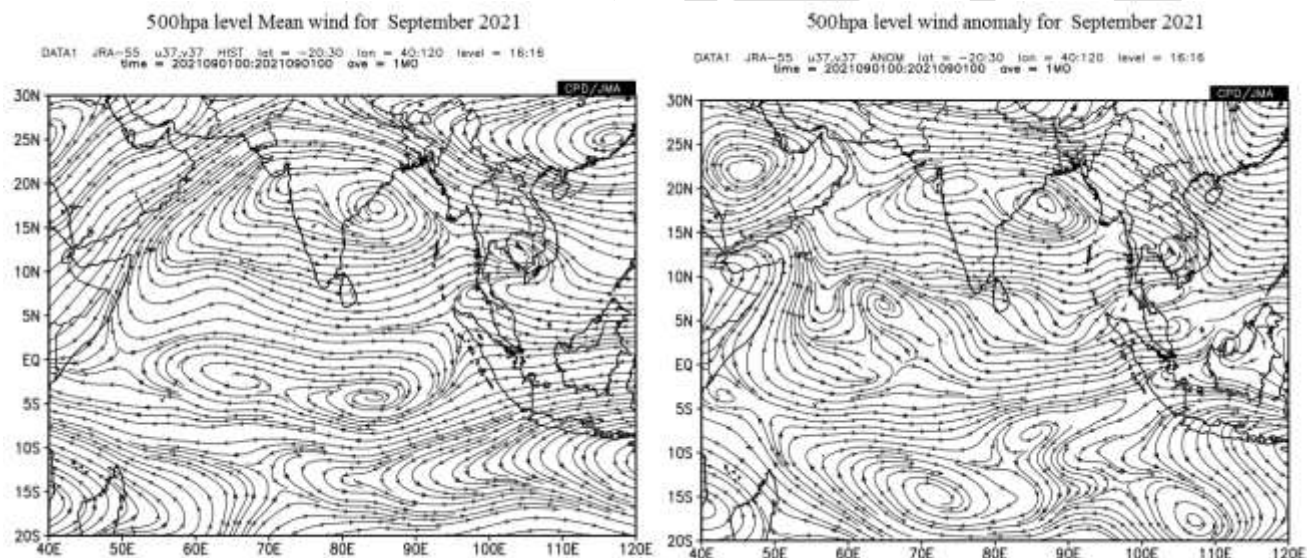 500hpa level Mean wind for September 2021
DATA1 JRA-55 u37,v37 HIST lat = -20:30 lon = 40:120 level = 16:16
time = 2021090100:2021090100 ave = 1MO
CPD/JMA
30N
25N
20N
15N
10N
5N
EQ
5S
10S
15S
20S
40E 50E 60E 70E 80E 90E 100E 110E 120E
500hpa level wind anomaly for September 2021
DATA1 JRA-55 u37,v37 ANOM lat = -20:30 lon = 40:120 level = 16:16
time = 2021090100:2021090100 ave = 1MO
CPD/JMA
30N
25N
20N
15N
10N
5N
EQ
5S
10S
15S
20S
40E 50E 60E 70E 80E 90E 100E 110E 120E